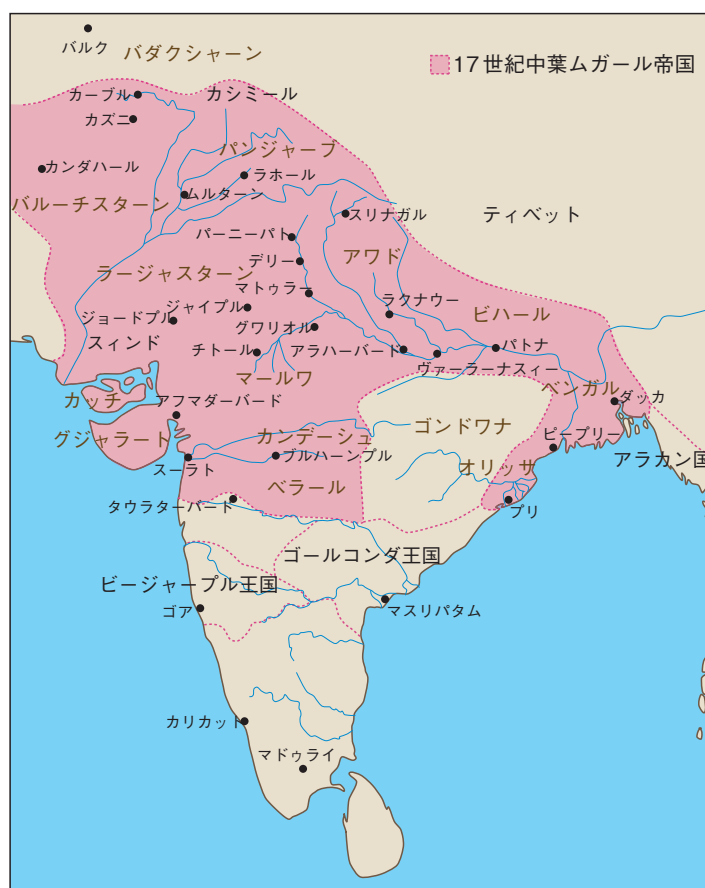 バルク
バダクシャーン
17世紀中葉ムガール帝国
カーブル
カシミール
カズニ
パンジャーブ
カンダハール
ラホール
ムルターン
バルーチスターン
スリナガル
ティベット
パーニーパト
アワド
デリー
ラージャスターン
マトゥラー
ジャイプル
ラクナウー
ビハール
ジョードプル
グワリオル
スィンド
チトール
アラハーバード
パトナ
ヴァーラーナスィー
マールワ
ベンガル
カッチ
ダッカ
アフマダーバード
グジャラート
カンデーシュ
ゴンドワナ
ピープリー
アラカン国
スーラト
ブルハーンプル
オリッサ
ベラール
タウラターバート
プリ
ゴールコンダ王国
ビージャープル王国
ゴア
マスリパタム
カリカット
マドゥライ